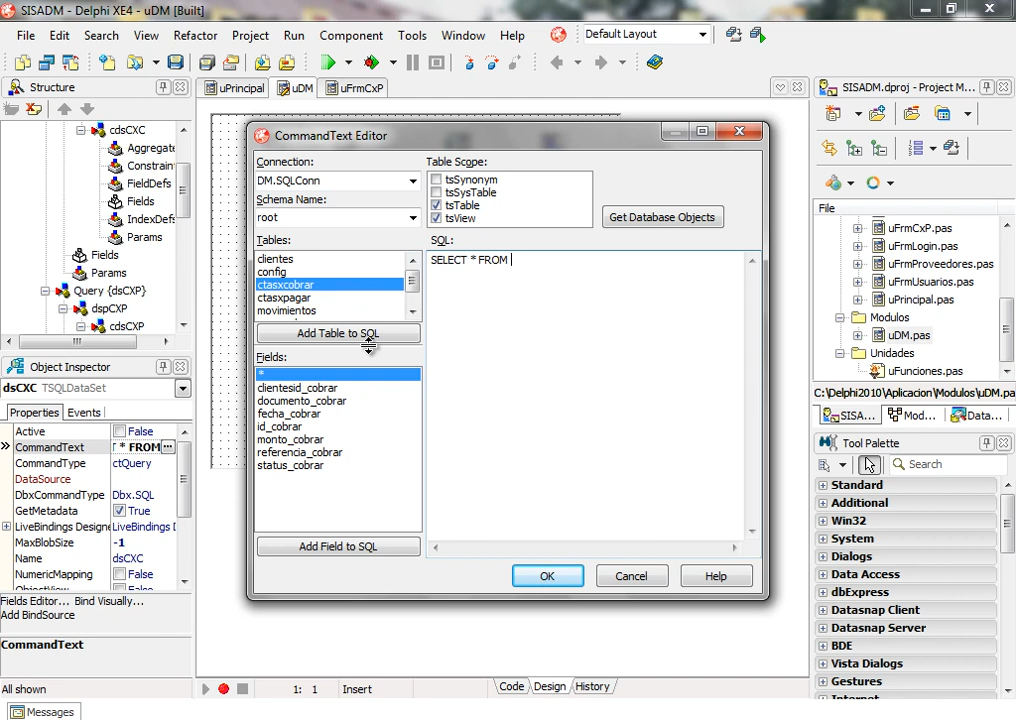 SISADM - Delphi XE4 - uDM [Built]
File Edit Search View Refactor Project Run Component Tools Window Help Default Layout
Structure
uPrincipal uDM uFrmCxP
SISADM.dproj - Project M...
cdsCXC
Aggregate
Constrain
FieldDefs
Fields
IndexDefs
Params
Fields
Params
Query {dsCXP}
dspCXP
cdsCXP
Object Inspector
dsCXC TSQLDataSet
Properties Events
Active False
CommandText T * FROM ...
CommandType ctQuery
DataSource
DbxCommandType Dbx.SQL
GetMetadata True
LiveBindings Designe LiveBindings D
MaxBlobSize -1
Name dsCXC
NumericMapping False
ObjectView False
Fields Editor... Bind Visually...
Add BindSource
CommandText
All shown
CommandText Editor
Connection:
DM.SQLConn
Schema Name:
root
Table Scope:
tsSynonym
tsSysTable
tsTable
tsView
Get Database Objects
Tables:
clientes
config
ctasxcobrar
ctasxpagar
movimientos
Add Table to SQL
Fields:
*
clientesid_cobrar
documento_cobrar
fecha_cobrar
id_cobrar
monto_cobrar
referencia_cobrar
status_cobrar
Add Field to SQL
SQL:
SELECT * FROM
OK Cancel Help
1: 1 Insert
Code Design History
File
uFrmCxP.pas
uFrmLogin.pas
uFrmProveedores.pas
uFrmUsuarios.pas
uPrincipal.pas
Modulos
uDM.pas
Unidades
uFunciones.pas
C:\Delphi2010\Aplicacion\Modulos\uDM.pa
SISA... Mod... Data...
Tool Palette
Search
Standard
Additional
Win32
System
Dialogs
Data Access
dbExpress
Datasnap Client
Datasnap Server
BDE
Vista Dialogs
Gestures
Internet
Messages